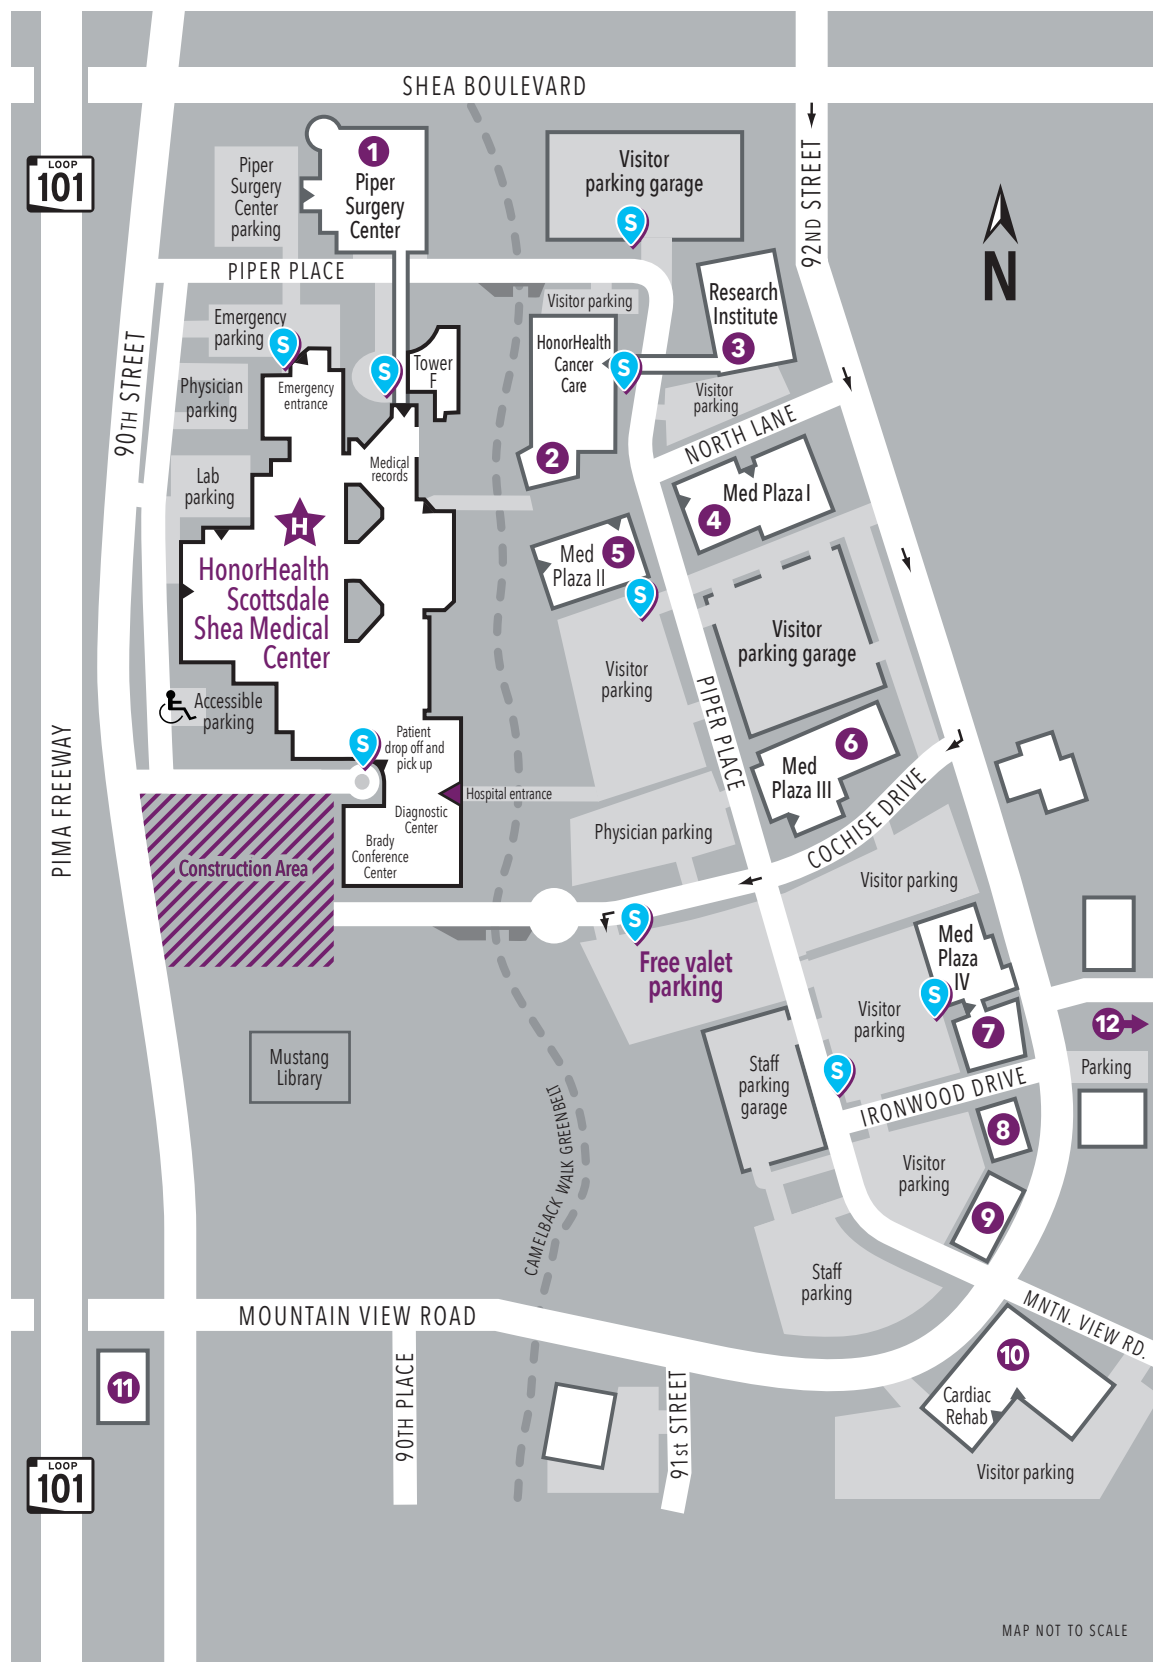 SHEA BOULEVARD
LOOP
101
1
Piper
Surgery
Center
Piper
Surgery
Center
parking
Visitor
parking garage
S
92ND STREET
N
PIPER PLACE
Visitor parking
Research
Institute
3
Emergency
parking
S
90TH STREET
Physician
parking
Emergency
entrance
S
Tower
F
HonorHealth
Cancer
Care
S
2
Visitor
parking
NORTH LANE
Lab
parking
Medical
records
Med Plaza I
4
H
HonorHealth
Scottsdale
Shea Medical
Center
Med
Plaza II
5
S
Visitor
parking garage
Visitor
parking
PIPER PLACE
Accessible
parking
S
Patient
drop off and
pick up
PIMA FREEWAY
6
Med
Plaza III
COCHISE DRIVE
Hospital entrance
Diagnostic
Center
Brady
Conference
Center
Physician parking
Construction Area
Visitor parking
S
Free valet
parking
Med
Plaza
IV
S
7
12
Visitor
parking
Mustang
Library
Staff
parking
garage
S
Parking
IRONWOOD DRIVE
8
CAMELBACK WALK GREENBELT
Visitor
parking
9
Staff
parking
MOUNTAIN VIEW ROAD
MNTN. VIEW RD.
11
90TH PLACE
91st STREET
10
Cardiac
Rehab
Visitor parking
LOOP
101
MAP NOT TO SCALE